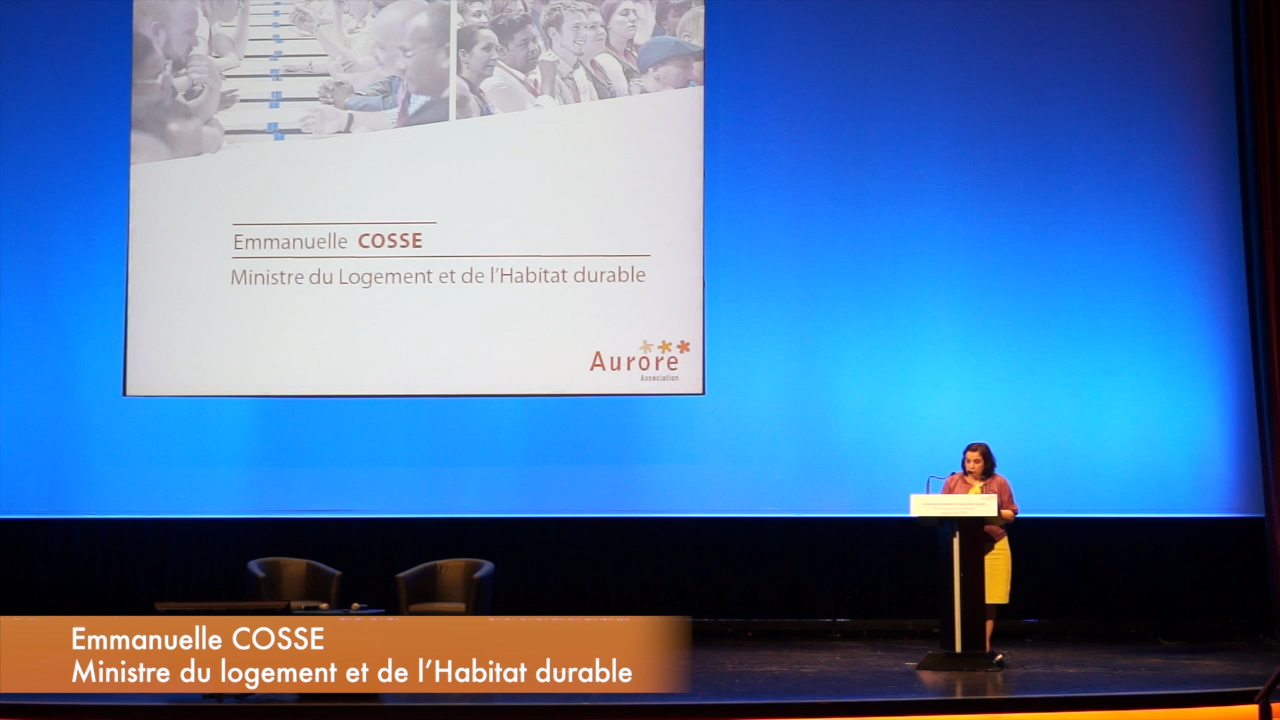 Emmanuelle COSSE
Ministre du Logement et de l'Habitat durable
Aurore
Association
Emmanuelle COSSE
Ministre du logement et de l'Habitat durable